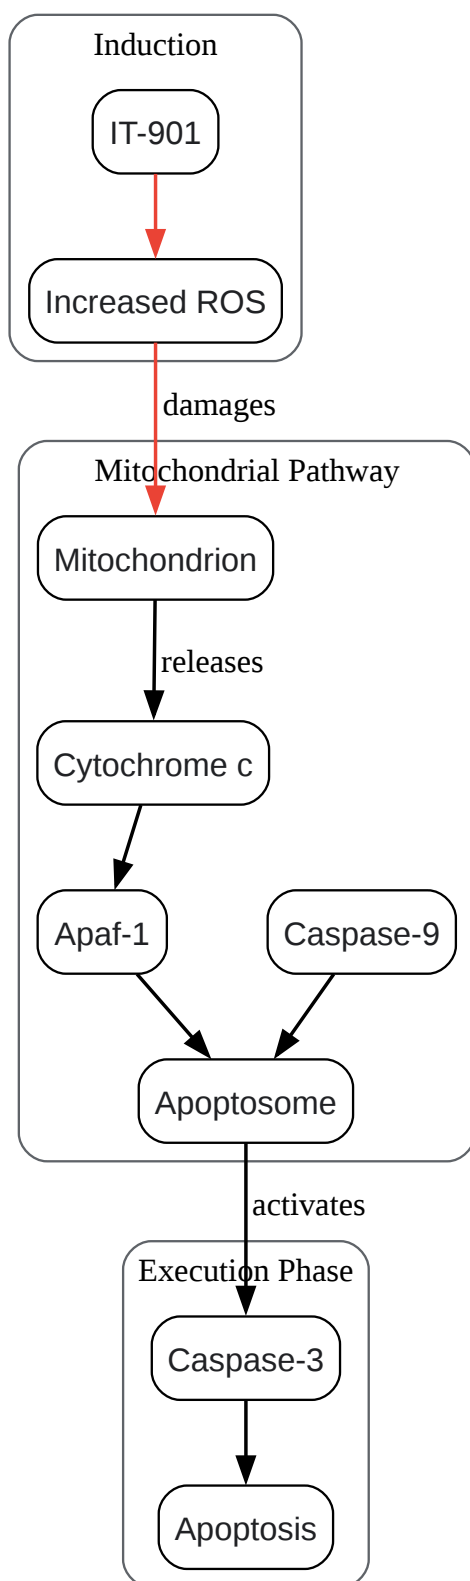 Induction
IT-901
Increased ROS
damages
Mitochondrial Pathway
Mitochondrion
releases
Cytochrome c
Apaf-1
Caspase-9
Apoptosome
activates
Execution Phase
Caspase-3
Apoptosis